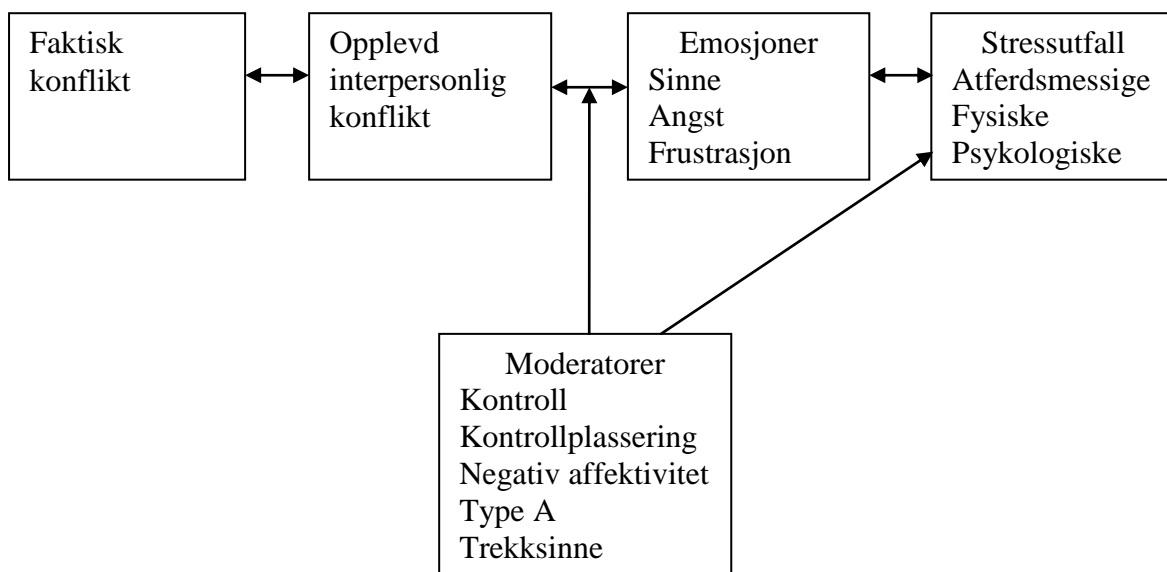 Faktisk
konflikt
Opplevd
interpersonlig
konflikt
Emosjoner
Sinne
Angst
Frustrasjon
Stressutfall
Atferdsmessige
Fysiske
Psykologiske
Moderatorer
Kontroll
Kontrollplassering
Negativ affektivitet
Type A
Trekksinne